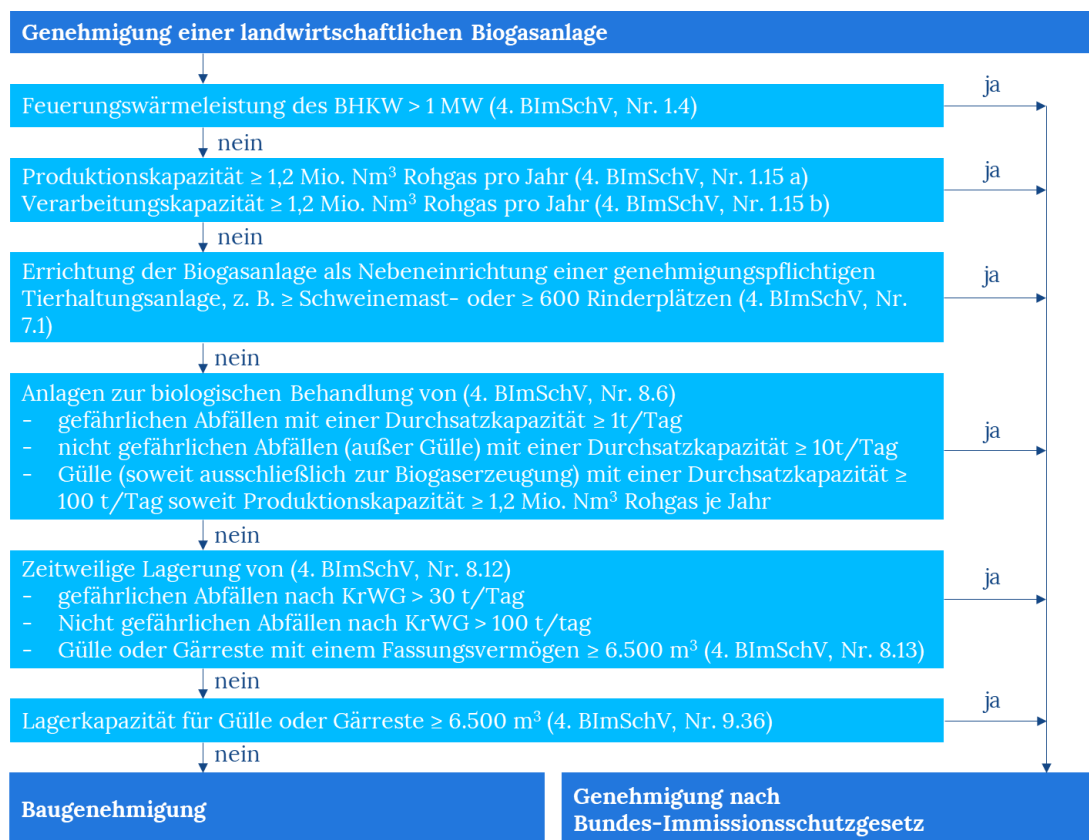 Genehmigung einer landwirtschaftlichen Biogasanlage
ja
Feuerungswärmeleistung des BHKW > 1 MW (4. BImSchV, Nr. 1.4)
nein
ja
Produktionskapazität ≥ 1,2 Mio. Nm³ Rohgas pro Jahr (4. BImSchV, Nr. 1.15 a)
Verarbeitungskapazität ≥ 1,2 Mio. Nm³ Rohgas pro Jahr (4. BImSchV, Nr. 1.15 b)
nein
ja
Errichtung der Biogasanlage als Nebeneinrichtung einer genehmigungspflichtigen
Tierhaltungsanlage, z. B. ≥ Schweinemast- oder ≥ 600 Rinderplätzen (4. BImSchV, Nr.
7.1)
nein
Anlagen zur biologischen Behandlung von (4. BImSchV, Nr. 8.6)
- gefährlichen Abfällen mit einer Durchsatzkapazität ≥ 1t/Tag
- nicht gefährlichen Abfällen (außer Gülle) mit einer Durchsatzkapazität ≥ 10t/Tag
ja
- Gülle (soweit ausschließlich zur Biogaserzeugung) mit einer Durchsatzkapazität ≥
100 t/Tag soweit Produktionskapazität ≥ 1,2 Mio. Nm³ Rohgas je Jahr
nein
Zeitweilige Lagerung von (4. BImSchV, Nr. 8.12)
ja
- gefährlichen Abfällen nach KrWG > 30 t/Tag
- Nicht gefährlichen Abfällen nach KrWG > 100 t/tag
- Gülle oder Gärreste mit einem Fassungsvermögen ≥ 6.500 m³ (4. BImSchV, Nr. 8.13)
nein
ja
Lagerkapazität für Gülle oder Gärreste ≥ 6.500 m³ (4. BImSchV, Nr. 9.36)
nein
Baugenehmigung
Genehmigung nach
Bundes-Immissionsschutzgesetz